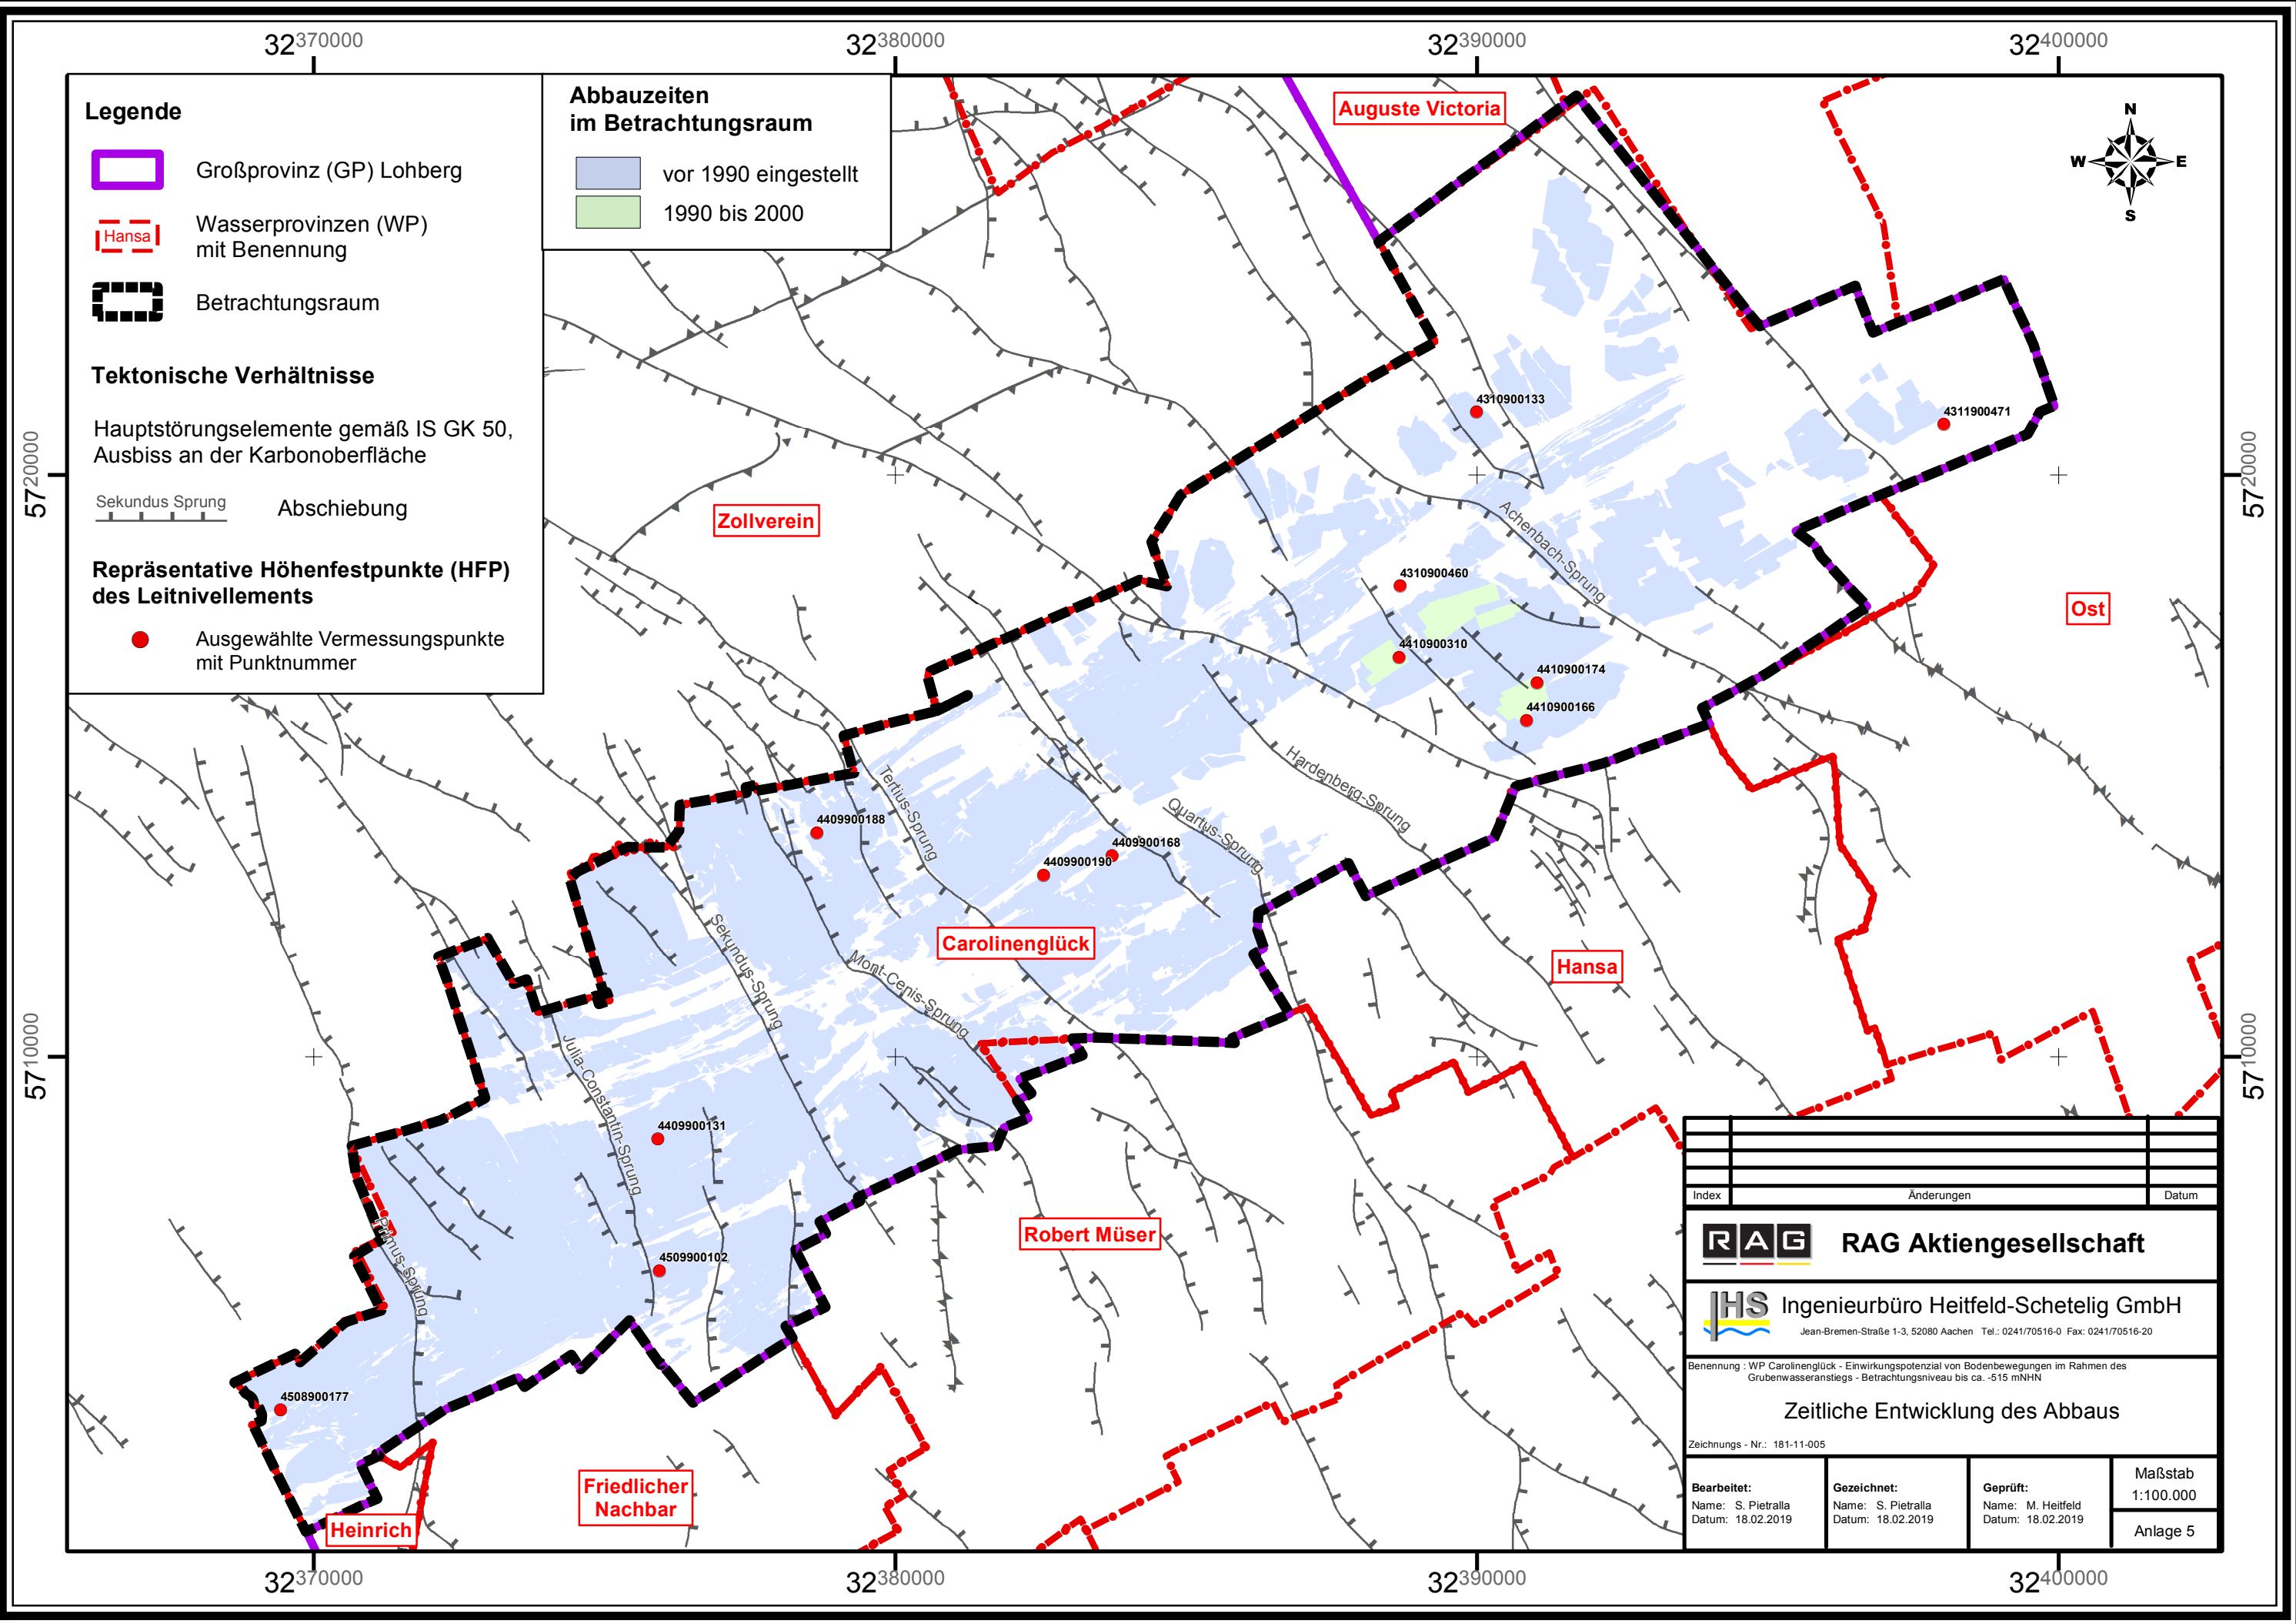 32370000
32380000
32390000
32400000
Legende
Großprovinz (GP) Lohberg
Hansa
Wasserprovinzen (WP)
mit Benennung
Betrachtungsraum
Tektonische Verhältnisse
Hauptstörungselemente gemäß IS GK 50,
Ausbiss an der Karbonoberfläche
Sekundus Sprung
Abschiebung
Repräsentative Höhenfestpunkte (HFP)
des Leitnivellements
Ausgewählte Vermessungspunkte
mit Punktnummer
Abbauzeiten
im Betrachtungsraum
vor 1990 eingestellt
1990 bis 2000
Auguste Victoria
N
W
E
S
4310900133
4311900471
5720000
5720000
Zollverein
Achenbach-Sprung
4310900460
Ost
4410900310
4410900174
4410900166
Hardenberg-Sprung
Tertius-Sprung
Quartus-Sprung
4409900188
4409900168
4409900190
Sekundus-Sprung
Carolinenglück
Mont-Cenis-Sprung
Hansa
5710000
5710000
Julia-Constantin-Sprung
4409900131
Primus-Sprung
Robert Müser
4509900102
4508900177
Friedlicher
Nachbar
Heinrich
Index
Änderungen
Datum
RAG
RAG Aktiengesellschaft
IHS
Ingenieurbüro Heitfeld-Schetelig GmbH
Jean-Bremen-Straße 1-3, 52080 Aachen Tel.: 0241/70516-0 Fax: 0241/70516-20
Benennung : WP Carolinenglück - Einwirkungspotenzial von Bodenbewegungen im Rahmen des
Grubenwasseranstiegs - Betrachtungsniveau bis ca. -515 mNHN
Zeitliche Entwicklung des Abbaus
Zeichnungs - Nr.: 181-11-005
Bearbeitet:
Name: S. Pietralla
Datum: 18.02.2019
Gezeichnet:
Name: S. Pietralla
Datum: 18.02.2019
Geprüft:
Name: M. Heitfeld
Datum: 18.02.2019
Maßstab
1:100.000
Anlage 5
32370000
32380000
32390000
32400000